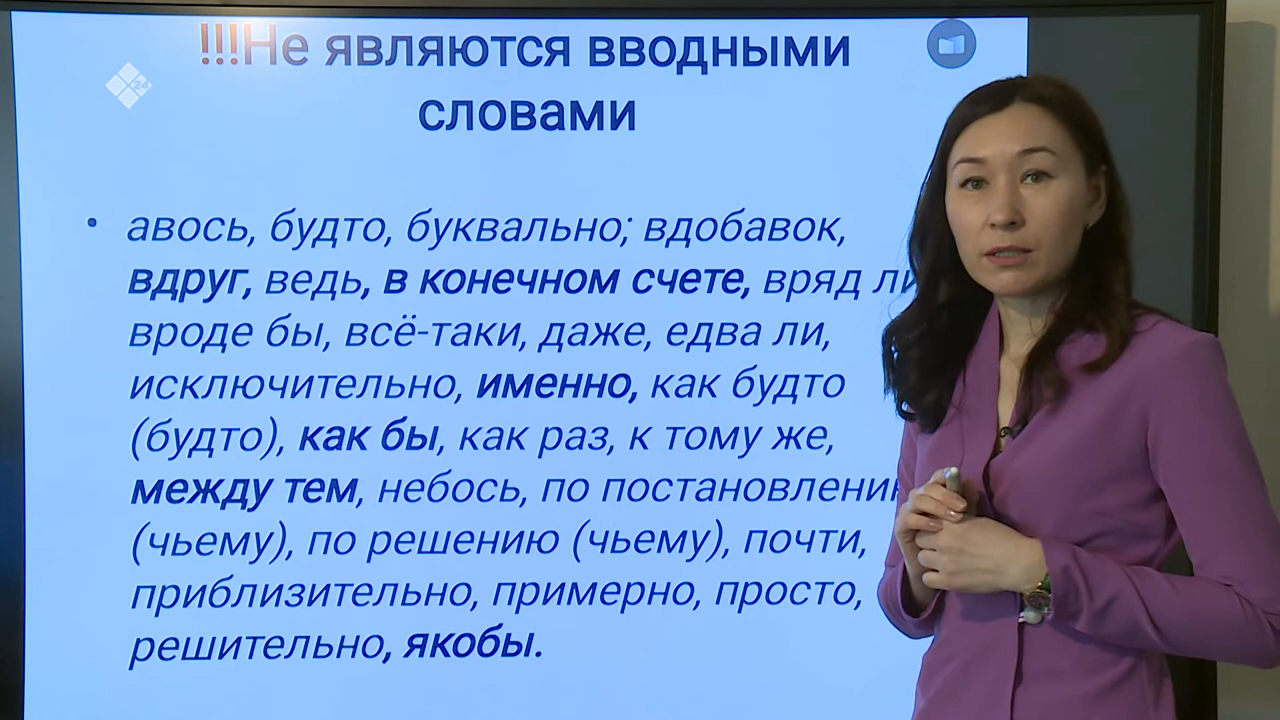 !!!Не являются вводными
словами
• авось, будто, буквально; вдобавок,
вдруг, ведь, в конечном счете, вряд ли
вроде бы, всё-таки, даже, едва ли,
исключительно, именно, как будто
(будто), как бы, как раз, к тому же,
между тем, небось, по постановлению
(чьему), по решению (чьему), почти,
приблизительно, примерно, просто,
решительно, якобы.
24